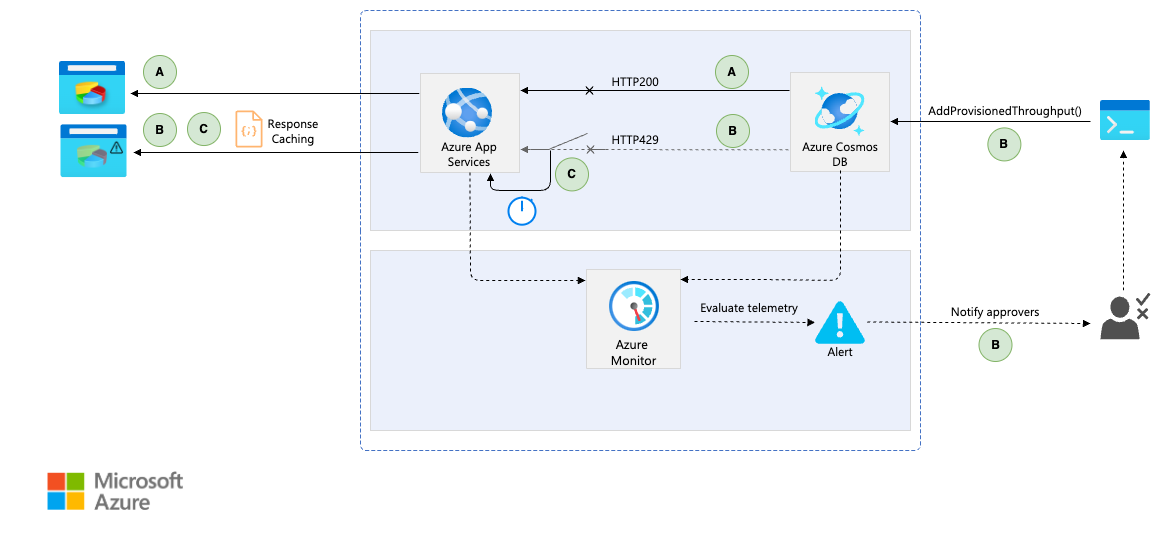 A
A
HTTP200
B
C
{;}
Response
Caching
Azure App
Services
HTTP429
B
C
Azure Cosmos
DB
AddProvisionedThroughput()
B
Evaluate telemetry
Azure
Monitor
Alert
Notify approvers
B
Microsoft
Azure